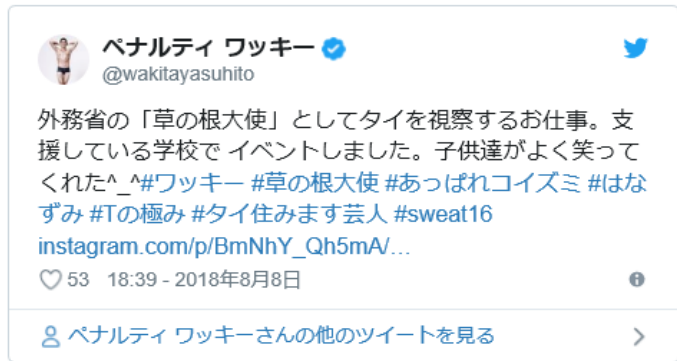 ペナルティ ワッキー
@wakitayasuhito
外務省の「草の根大使」としてタイを視察するお仕事。支
援している学校で イベントしました。子供達がよく笑って
くれた^_^#ワッキー #草の根大使 #あっぱれコイズミ #はな
ずみ #Tの極み #タイ住みます芸人 #sweat16
instagram.com/p/BmNhY_Qh5mA/…
53 18:39 - 2018年8月8日
ペナルティ ワッキーさんの他のツイートを見る